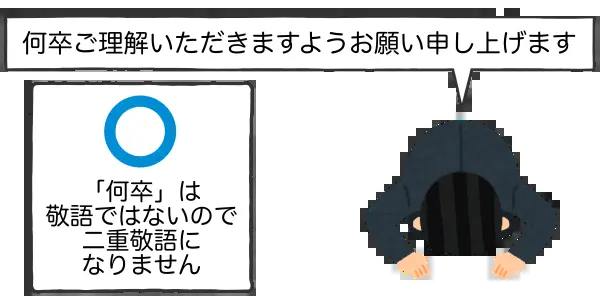 何卒ご理解いただきますようお願い申し上げます
「何卒」は
敬語ではないので
二重敬語に
なりません